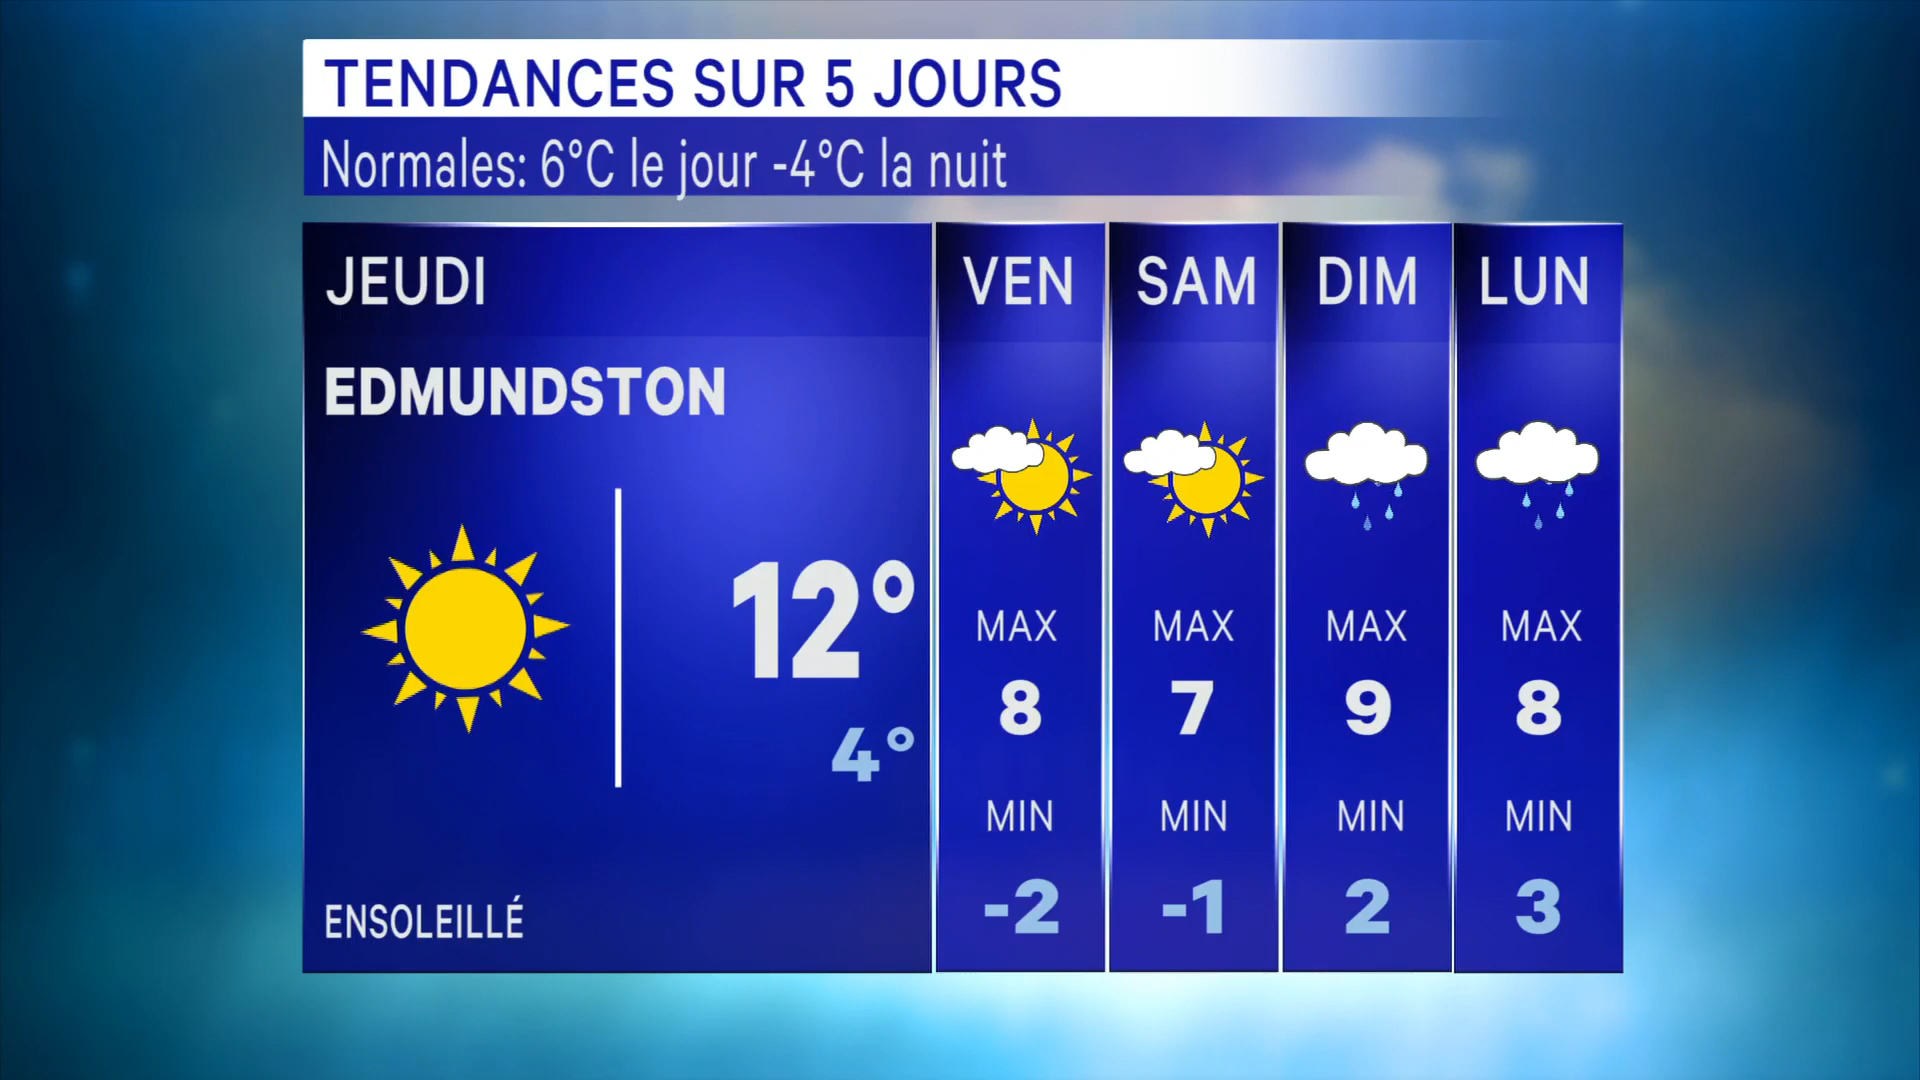 TENDANCES SUR 5 JOURS
Normales: 6°C le jour -4°C la nuit
JEUDI
EDMUNDSTON
12°
4°
ENSOLEILLÉ
VEN
MAX
8
MIN
-2
SAM
MAX
7
MIN
-1
DIM
MAX
9
MIN
2
LUN
MAX
8
MIN
3